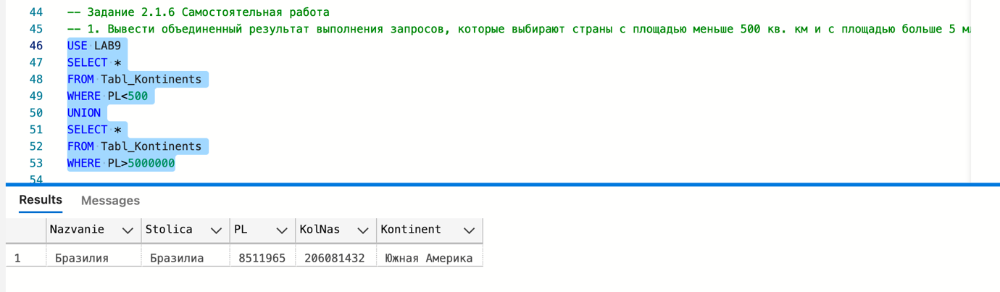 44 -- Задание 2.1.6 Самостоятельная работа
45 -- 1. Вывести объединенный результат выполнения запросов, которые выбирают страны с площадью меньше 500 кв. км и с площадью больше 5
46 USE LAB9
47 SELECT *
48 FROM Tabl_Kontinents
49 WHERE PL<500
50 UNION
51 SELECT *
52 FROM Tabl_Kontinents
53 WHERE PL>5000000
54
Results Messages
Nazvanie Stolica PL KolNas Kontinent
1 Бразилия Бразилиа 8511965 206081432 Южная Америка